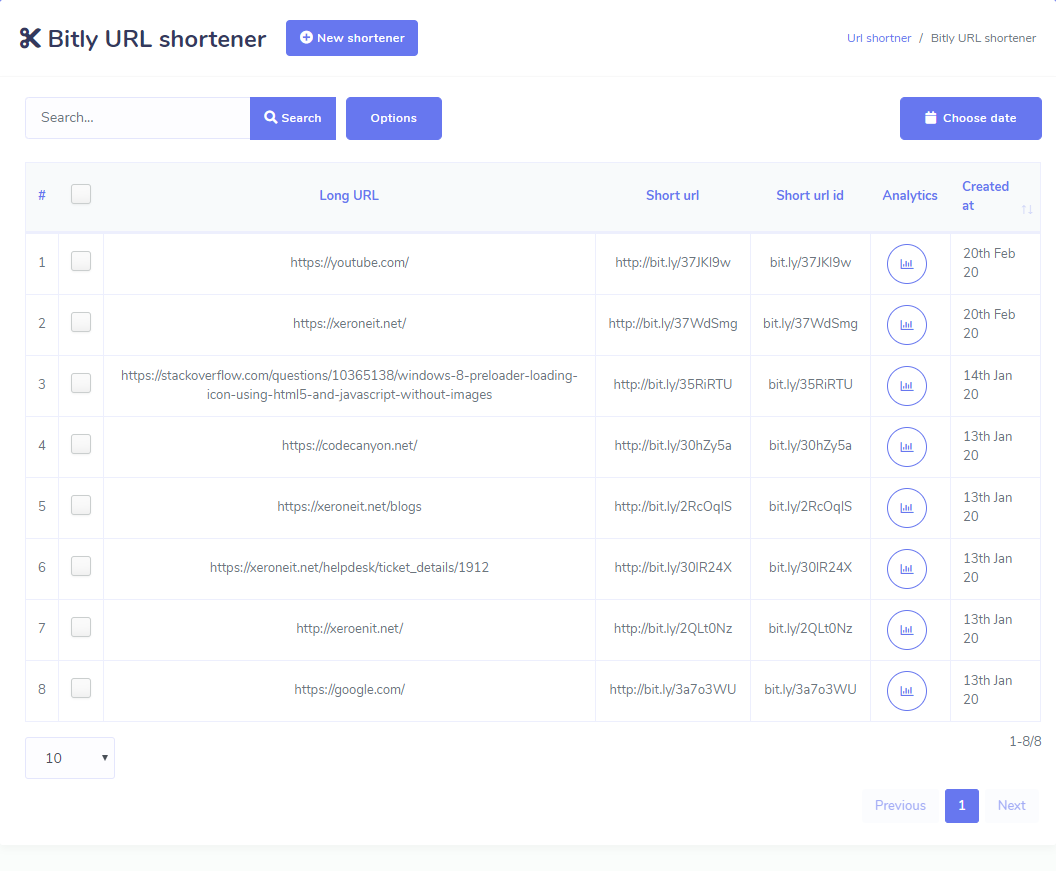 Bitly URL shortener
New shortener
Url shortner / Bitly URL shortener
Search...
Search
Options
Choose date
# Long URL Short url Short url id Analytics Created at
1 https://youtube.com/ http://bit.ly/37JKl9w bit.ly/37JKl9w 20th Feb 20
2 https://xeroneit.net/ http://bit.ly/37WdSmg bit.ly/37WdSmg 20th Feb 20
3 https://stackoverflow.com/questions/10365138/windows-8-preloader-loading-
icon-using-html5-and-javascript-without-images http://bit.ly/35RiRTU bit.ly/35RiRTU 14th Jan 20
4 https://codecanyon.net/ http://bit.ly/30hZy5a bit.ly/30hZy5a 13th Jan 20
5 https://xeroneit.net/blogs http://bit.ly/2RcOqlS bit.ly/2RcOqlS 13th Jan 20
6 https://xeroneit.net/helpdesk/ticket_details/1912 http://bit.ly/30lR24X bit.ly/30lR24X 13th Jan 20
7 http://xeroenit.net/ http://bit.ly/2QLt0Nz bit.ly/2QLt0Nz 13th Jan 20
8 https://google.com/ http://bit.ly/3a7o3WU bit.ly/3a7o3WU 13th Jan 20
10
1-8/8
Previous 1 Next